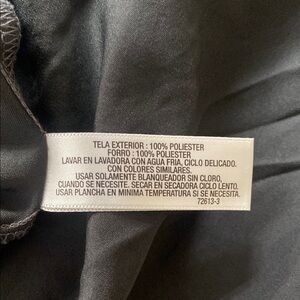 TELA EXTERIOR : 100% POLIESTER
FORRO : 100% POLIESTER
LAVAR EN LAVADORA CON AGUA FRIA, CICLO DELICADO.
CON COLORES SIMILARES.
USAR SOLAMENTE BLANQUEADOR SIN CLORO,
CUANDO SE NECESITE. SECAR EN SECADORA CICLO LENTO.
USAR PLANCHA EN MINIMA TEMPERATURA SI SE NECESITA.
72613-3